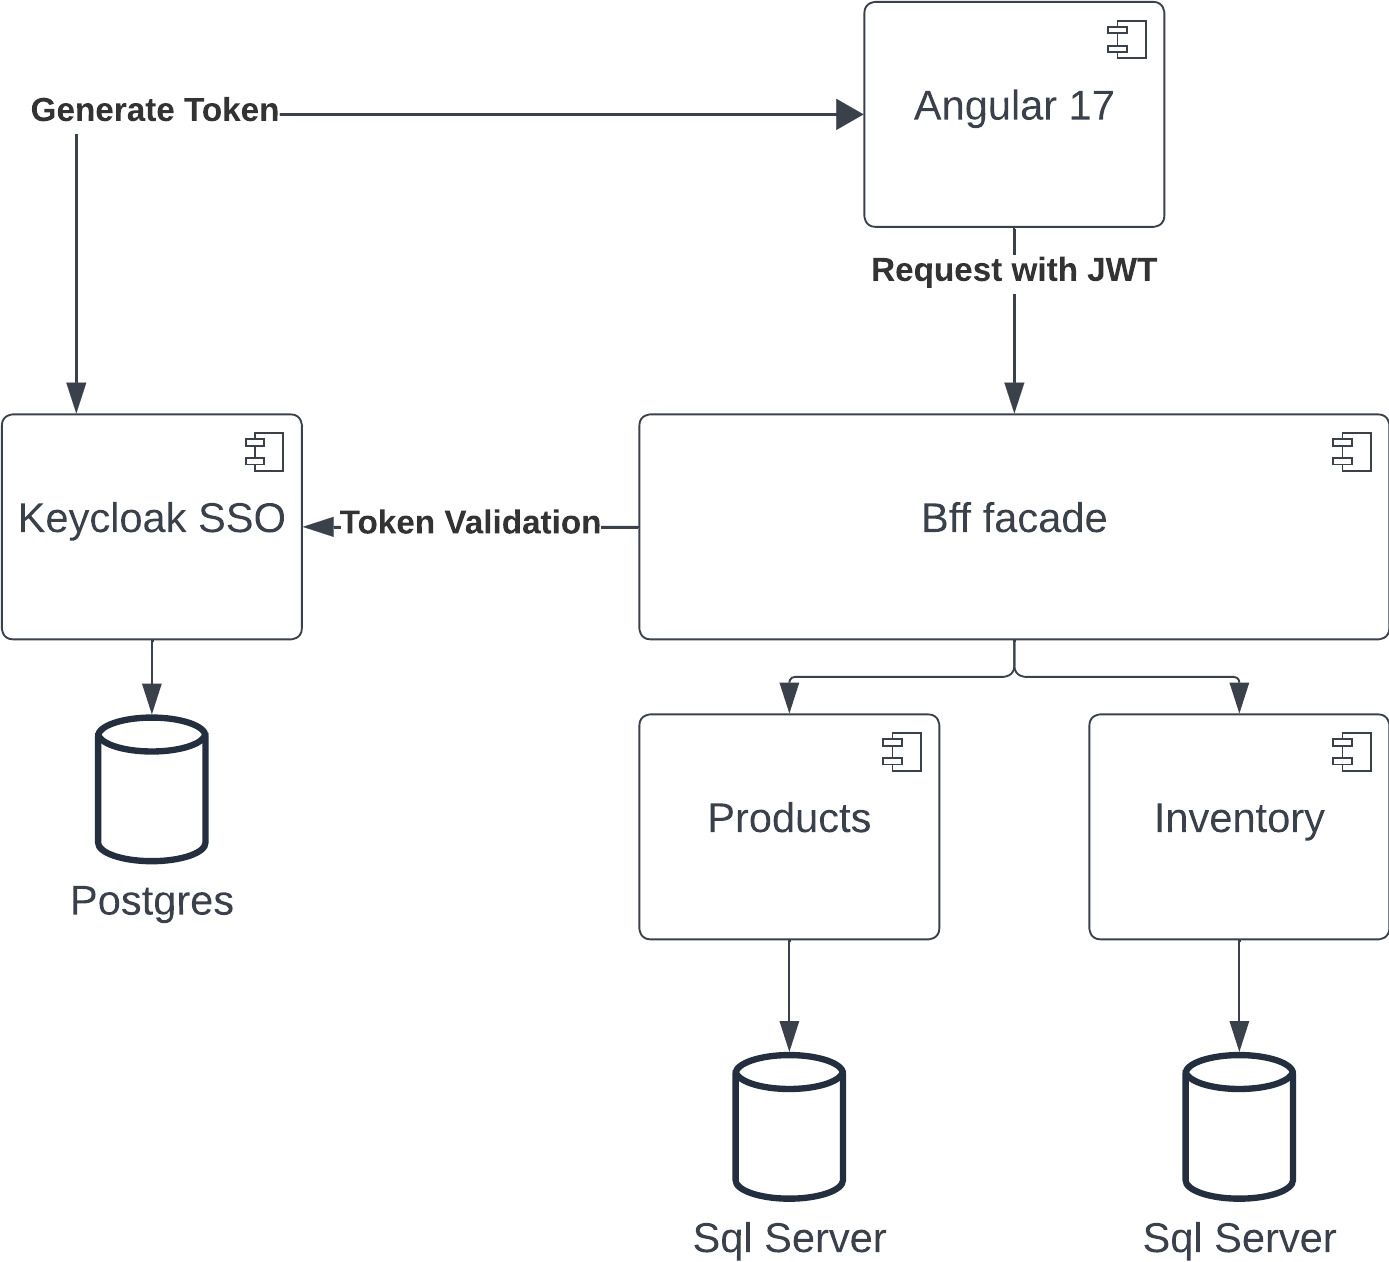 Angular 17
Generate Token
Request with JWT
Keycloak SSO
Token Validation
Bff facade
Products
Inventory
Postgres
Sql Server
Sql Server